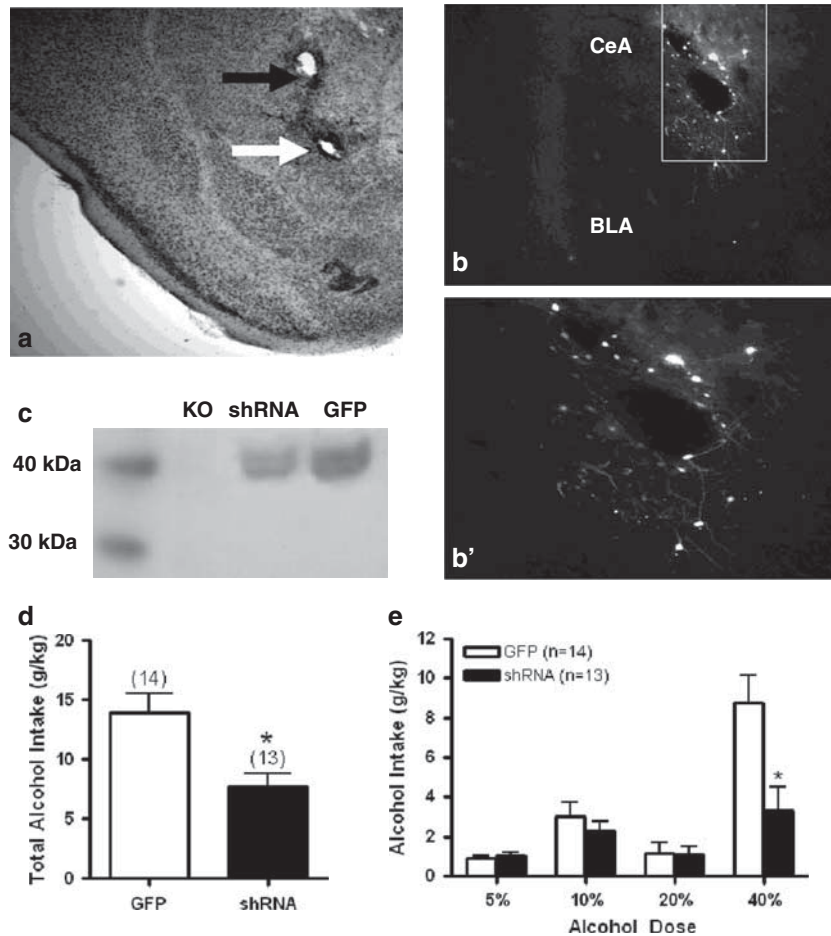 a
CeA
BLA
b
b'
c
KO shRNA GFP
40 kDa
30 kDa
d
Total Alcohol Intake (g/kg)
20
15
10
5
0
(14)
*
(13)
GFP shRNA
e
Alcohol Intake (g/kg)
12
10
8
6
4
2
0
GFP (n=14)
shRNA (n=13)
*
5% 10% 20% 40%
Alcohol Dose